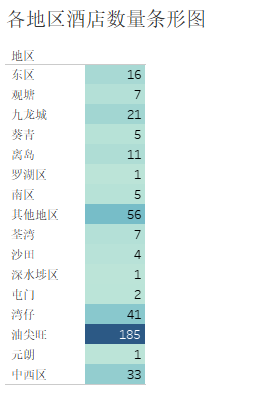 各地区酒店数量条形图
地区
东区 16
观塘 7
九龙城 21
葵青 5
离岛 11
罗湖区 1
南区 5
其他地区 56
荃湾 7
沙田 4
深水埗区 1
屯门 2
湾仔 41
油尖旺 185
元朗 1
中西区 33